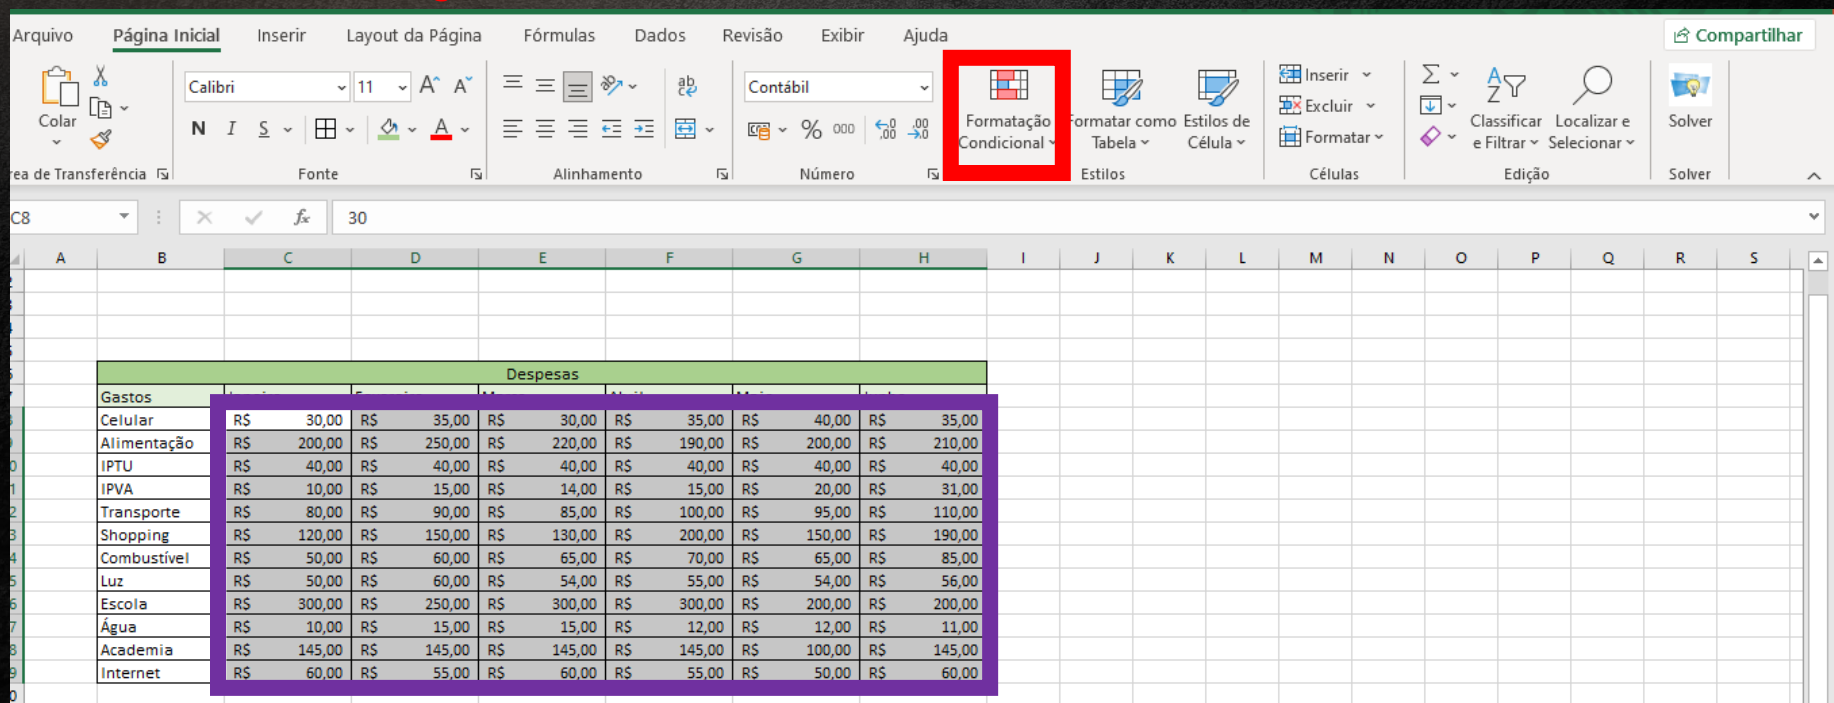 Arquivo Página Inicial Inserir Layout da Página Fórmulas Dados Revisão Exibir Ajuda Compartilhar
Calibri 11 Contábil
Colar
N I S
% 000
Formatação Condicional
Formatar como Tabela
Estilos de Célula
Inserir
Excluir
Formatar
Classificar e Filtrar
Localizar e Selecionar
Solver
de Transferência Fonte Alinhamento Número Estilos Células Edição Solver
C8 fx 30
A B C D E F G H I J K L M N O P Q R S
Despesas
Gastos
Celular R$ 30,00 R$ 35,00 R$ 30,00 R$ 35,00 R$ 40,00 R$ 35,00
Alimentação R$ 200,00 R$ 250,00 R$ 220,00 R$ 190,00 R$ 200,00 R$ 210,00
IPTU R$ 40,00 R$ 40,00 R$ 40,00 R$ 40,00 R$ 40,00 R$ 40,00
IPVA R$ 10,00 R$ 15,00 R$ 14,00 R$ 15,00 R$ 20,00 R$ 31,00
Transporte R$ 80,00 R$ 90,00 R$ 85,00 R$ 100,00 R$ 95,00 R$ 110,00
Shopping R$ 120,00 R$ 150,00 R$ 130,00 R$ 200,00 R$ 150,00 R$ 190,00
Combustível R$ 50,00 R$ 60,00 R$ 65,00 R$ 70,00 R$ 65,00 R$ 85,00
Luz R$ 50,00 R$ 60,00 R$ 54,00 R$ 55,00 R$ 54,00 R$ 56,00
Escola R$ 300,00 R$ 250,00 R$ 300,00 R$ 300,00 R$ 200,00 R$ 200,00
Água R$ 10,00 R$ 15,00 R$ 15,00 R$ 12,00 R$ 12,00 R$ 11,00
Academia R$ 145,00 R$ 145,00 R$ 145,00 R$ 145,00 R$ 100,00 R$ 145,00
Internet R$ 60,00 R$ 55,00 R$ 60,00 R$ 55,00 R$ 50,00 R$ 60,00